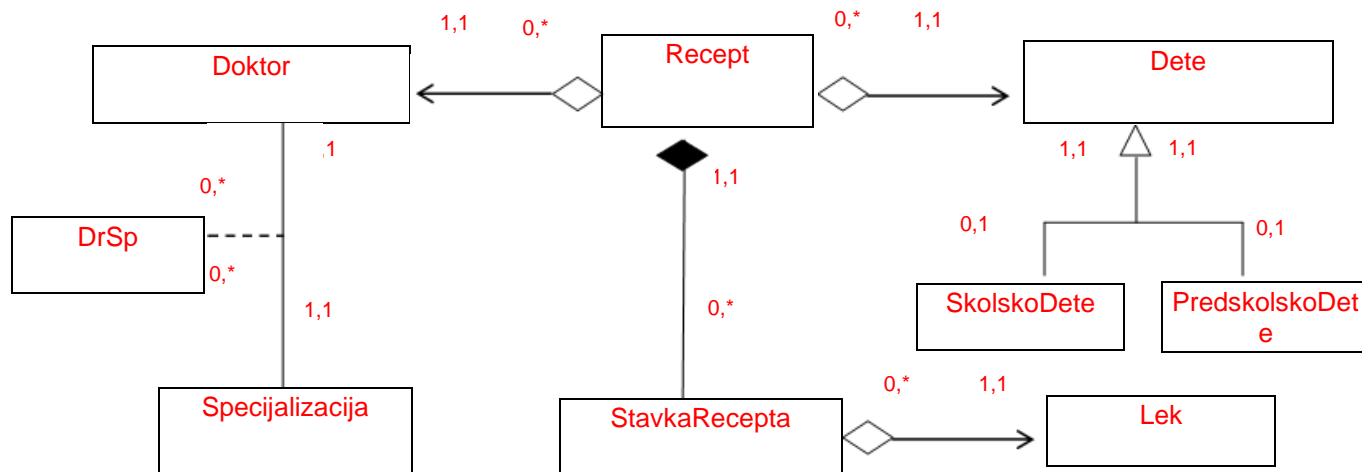 1,1
0,*
0,*
1,1
Doktor
Recept
Dete
,1
1,1
1,1
1,1
0,*
DrSp
0,*
0,1
0,1
1,1
0,*
SkolskoDete
PredskolskoDet
e
Specijalizacija
StavkaRecepta
0,*
1,1
Lek